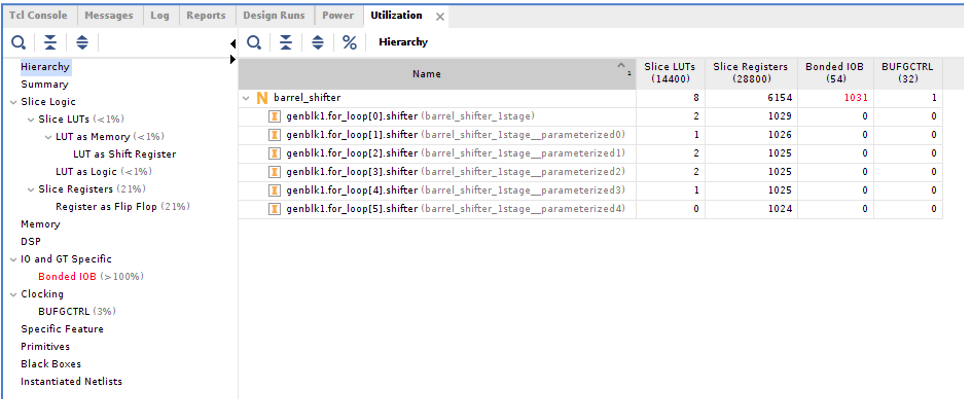 Tcl Console Messages Log Reports Design Runs Power Utilization
Hierarchy
Summary
Slice Logic
Slice LUTs (<1%)
LUT as Memory (<1%)
LUT as Shift Register
LUT as Logic (<1%)
Slice Registers (21%)
Register as Flip Flop (21%)
Memory
DSP
IO and GT Specific
Bonded IOB (>100%)
Clocking
BUFGCTRL (3%)
Specific Feature
Primitives
Black Boxes
Instantiated Netlists
% Hierarchy
Name 1 Slice LUTs (14400) Slice Registers (28800) Bonded IOB (54) BUFGCTRL (32)
N barrel_shifter 8 6154 1031 1
I genblk1.for_loop[0].shifter (barrel_shifter_1stage) 2 1029 0 0
I genblk1.for_loop[1].shifter (barrel_shifter_1stage__parameterized0) 1 1026 0 0
I genblk1.for_loop[2].shifter (barrel_shifter_1stage__parameterized1) 2 1025 0 0
I genblk1.for_loop[3].shifter (barrel_shifter_1stage__parameterized2) 2 1025 0 0
I genblk1.for_loop[4].shifter (barrel_shifter_1stage__parameterized3) 1 1025 0 0
I genblk1.for_loop[5].shifter (barrel_shifter_1stage__parameterized4) 0 1024 0 0